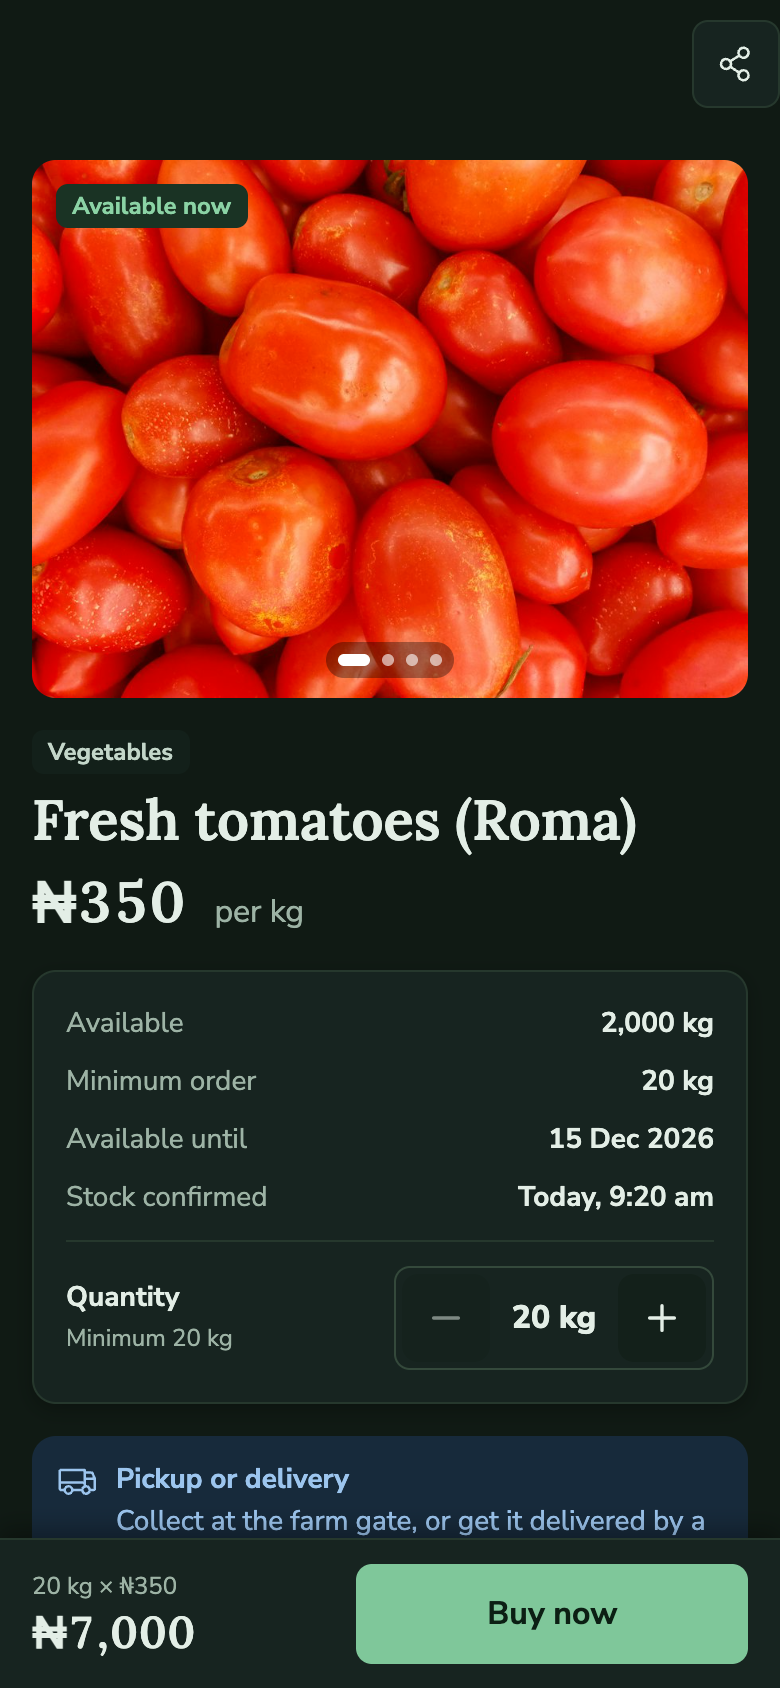 Available now
Vegetables
Fresh tomatoes (Roma)
₦350 per kg
Available 2,000 kg
Minimum order 20 kg
Available until 15 Dec 2026
Stock confirmed Today, 9:20 am
Quantity
Minimum 20 kg
− 20 kg +
Pickup or delivery
Collect at the farm gate, or get it delivered by a
20 kg × ₦350
₦7,000
Buy now